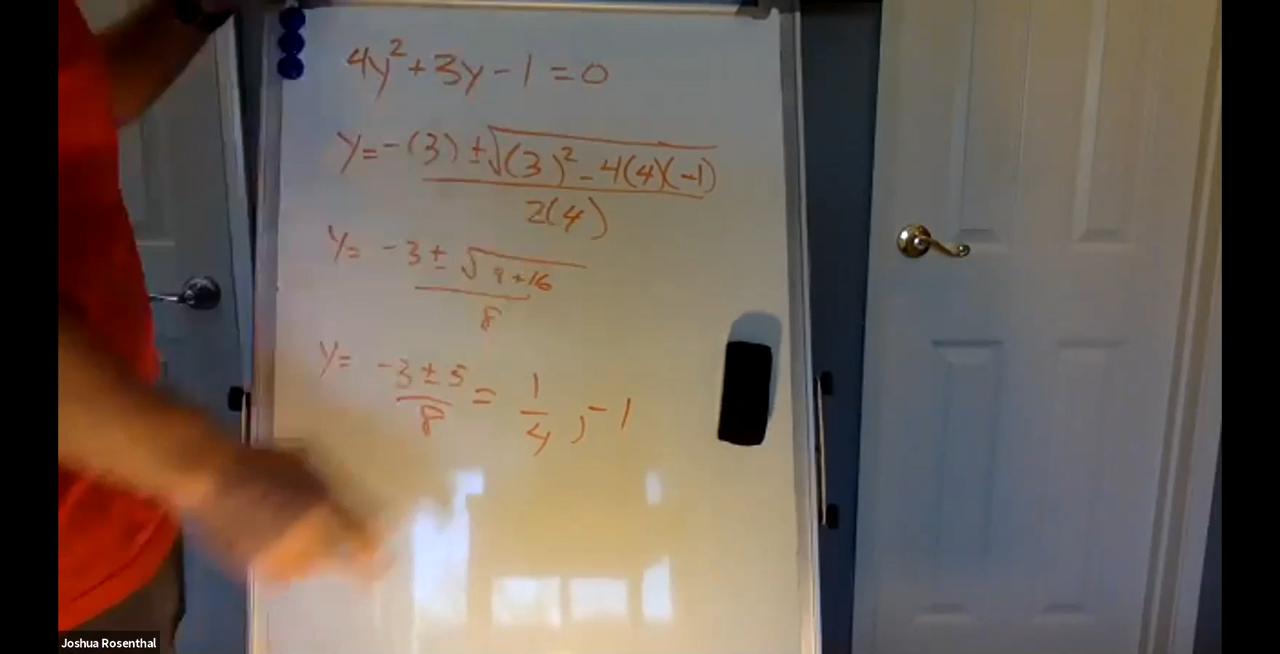 4y²+3y-1=0
y=-(3)±√(3)²-4(4)(-1)
2(4)
y= -3±√9+16
8
y= -3±5/8 = 1/4, -1
Joshua Rosenthal